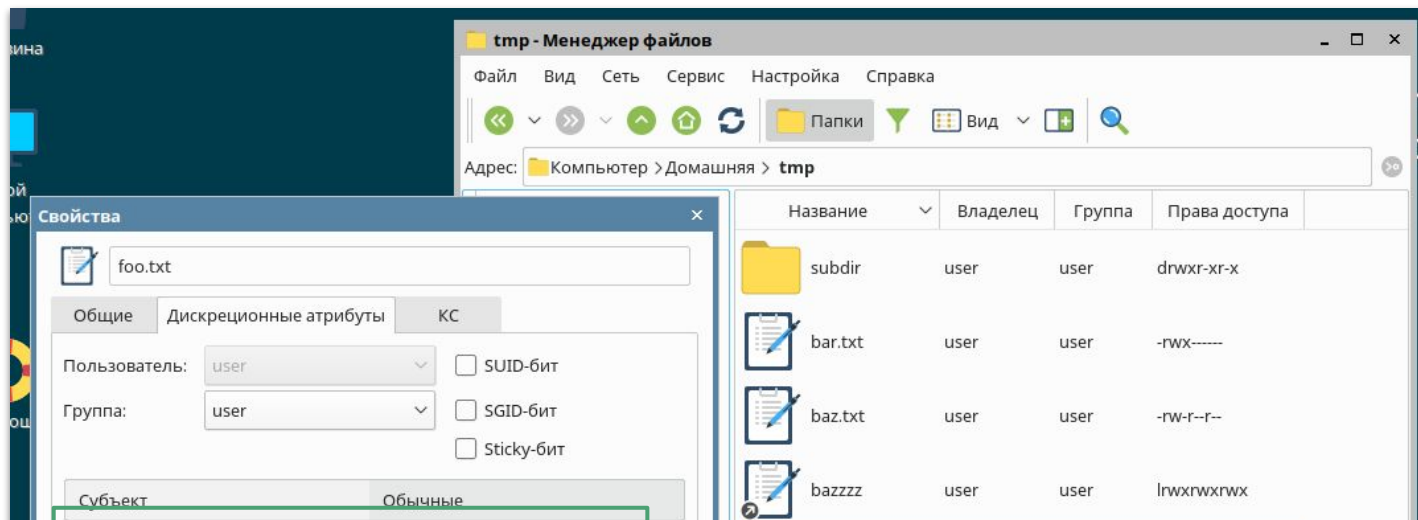 зина
ой
ью
tmp - Менеджер файлов
Файл Вид Сеть Сервис Настройка Справка
Папки Вид
Адрес: Компьютер > Домашняя > tmp
Название Владелец Группа Права доступа
subdir user user drwxr-xr-x
bar.txt user user -rwx------
baz.txt user user -rw-r--r--
bazzzz user user lrwxrwxrwx
Свойства
foo.txt
Общие Дискреционные атрибуты КС
Пользователь: user SUID-бит
Группа: user SGID-бит
Sticky-бит
Субъект Обычные